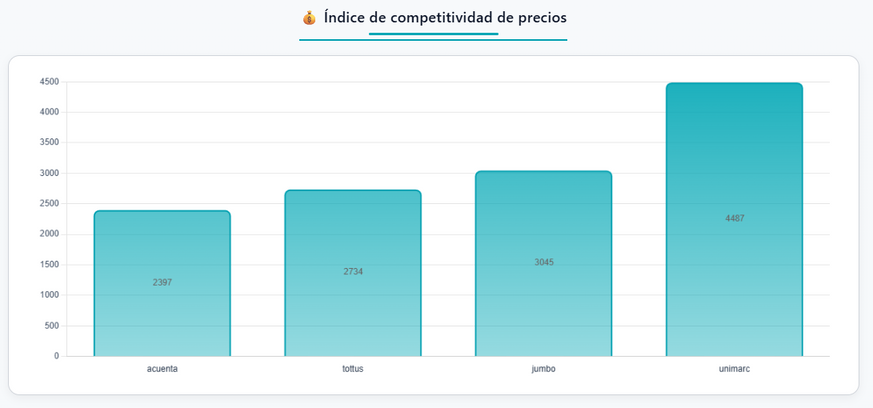 💰 Índice de competitividad de precios
4500
4000
3500
3000
2500
2000
1500
1000
500
0
2397
2734
3045
4487
acuenta
tottus
jumbo
unimarc